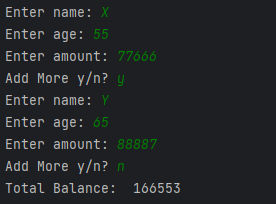 Enter name: X
Enter age: 55
Enter amount: 77666
Add More y/n? y
Enter name: Y
Enter age: 65
Enter amount: 88887
Add More y/n? n
Total Balance:  166553